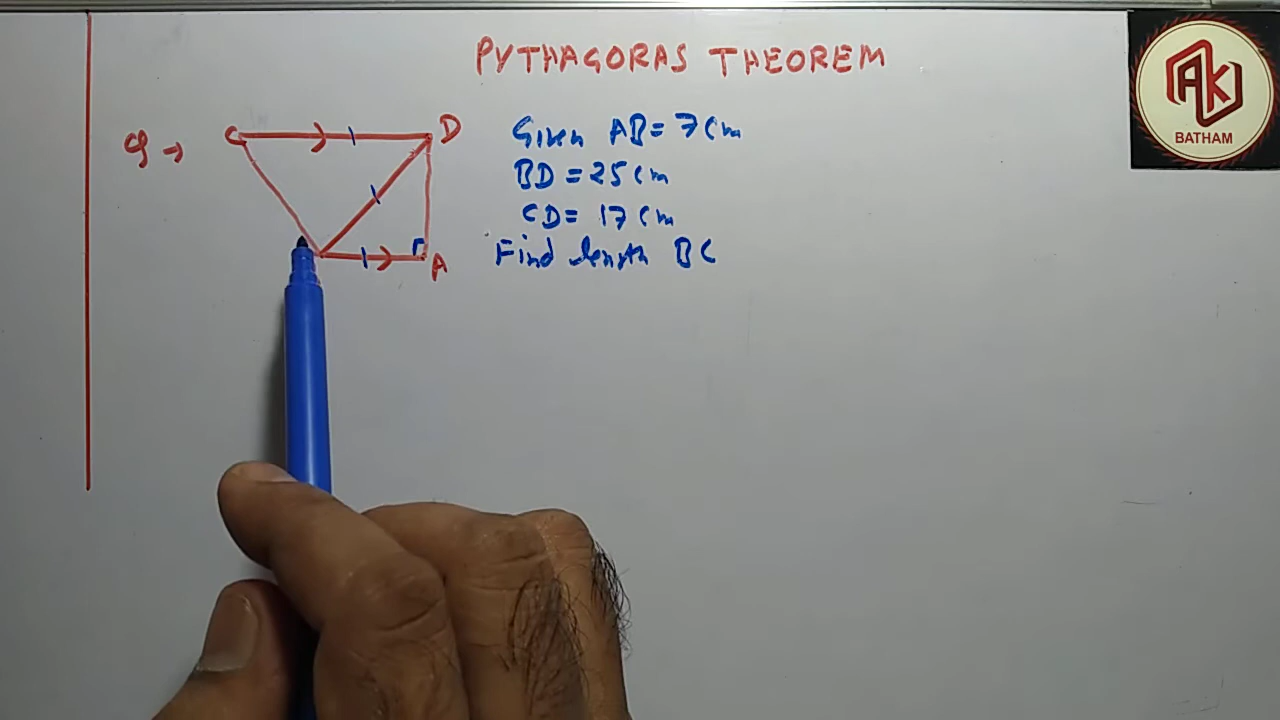 PYTHAGORAS THEOREM
AK
BATHAM
Q → C D
A
Given AB = 7 cm
BD = 25 cm
CD = 17 cm
Find length BC